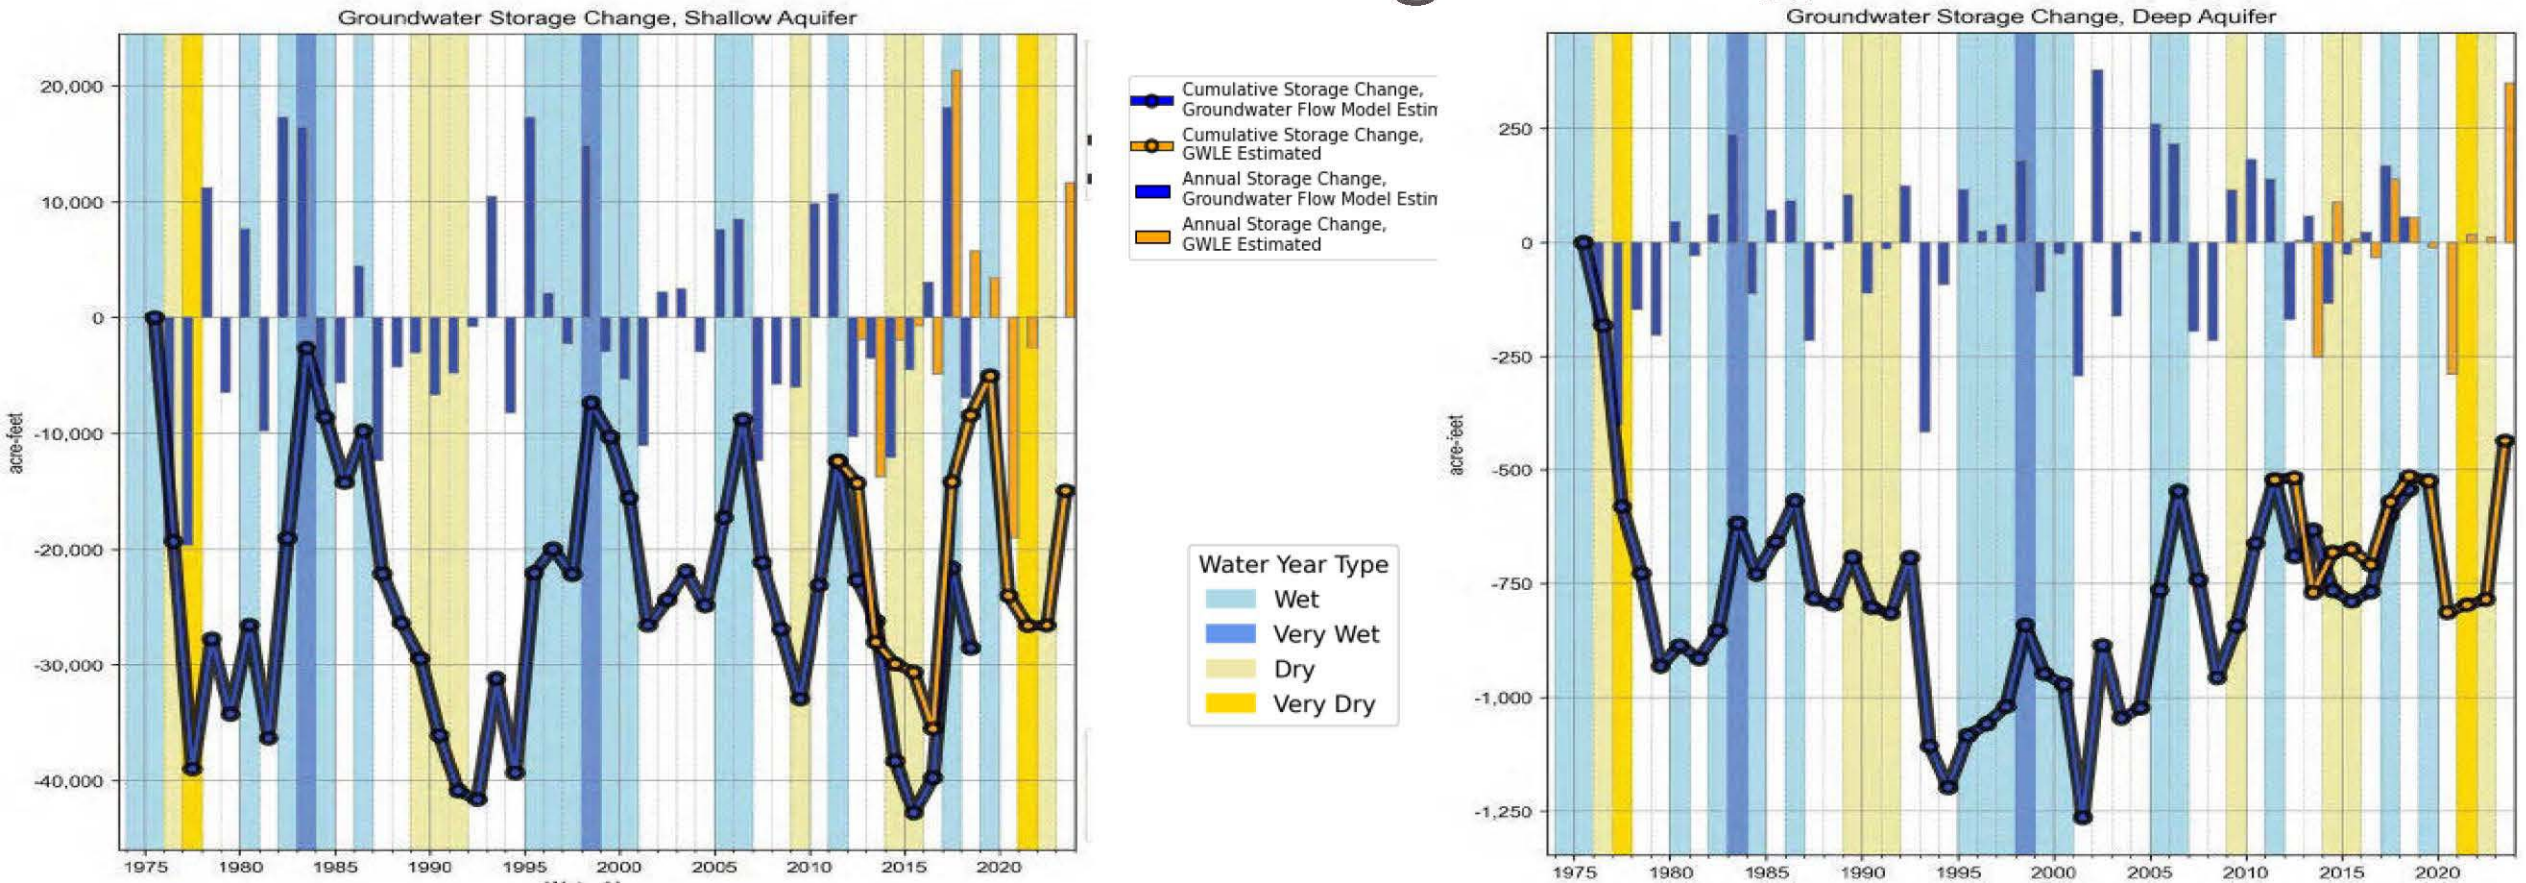 Groundwater Storage Change, Shallow Aquifer
20,000
10,000
0
-10,000
-20,000
-30,000
-40,000
acre-feet
1975 1980 1985 1990 1995 2000 2005 2010 2015 2020
Cumulative Storage Change,
Groundwater Flow Model Estim
Cumulative Storage Change,
GWLE Estimated
Annual Storage Change,
Groundwater Flow Model Estim
Annual Storage Change,
GWLE Estimated
Water Year Type
Wet
Very Wet
Dry
Very Dry
Groundwater Storage Change, Deep Aquifer
250
0
-250
-500
-750
-1,000
-1,250
acre-feet
1975 1980 1985 1990 1995 2000 2005 2010 2015 2020